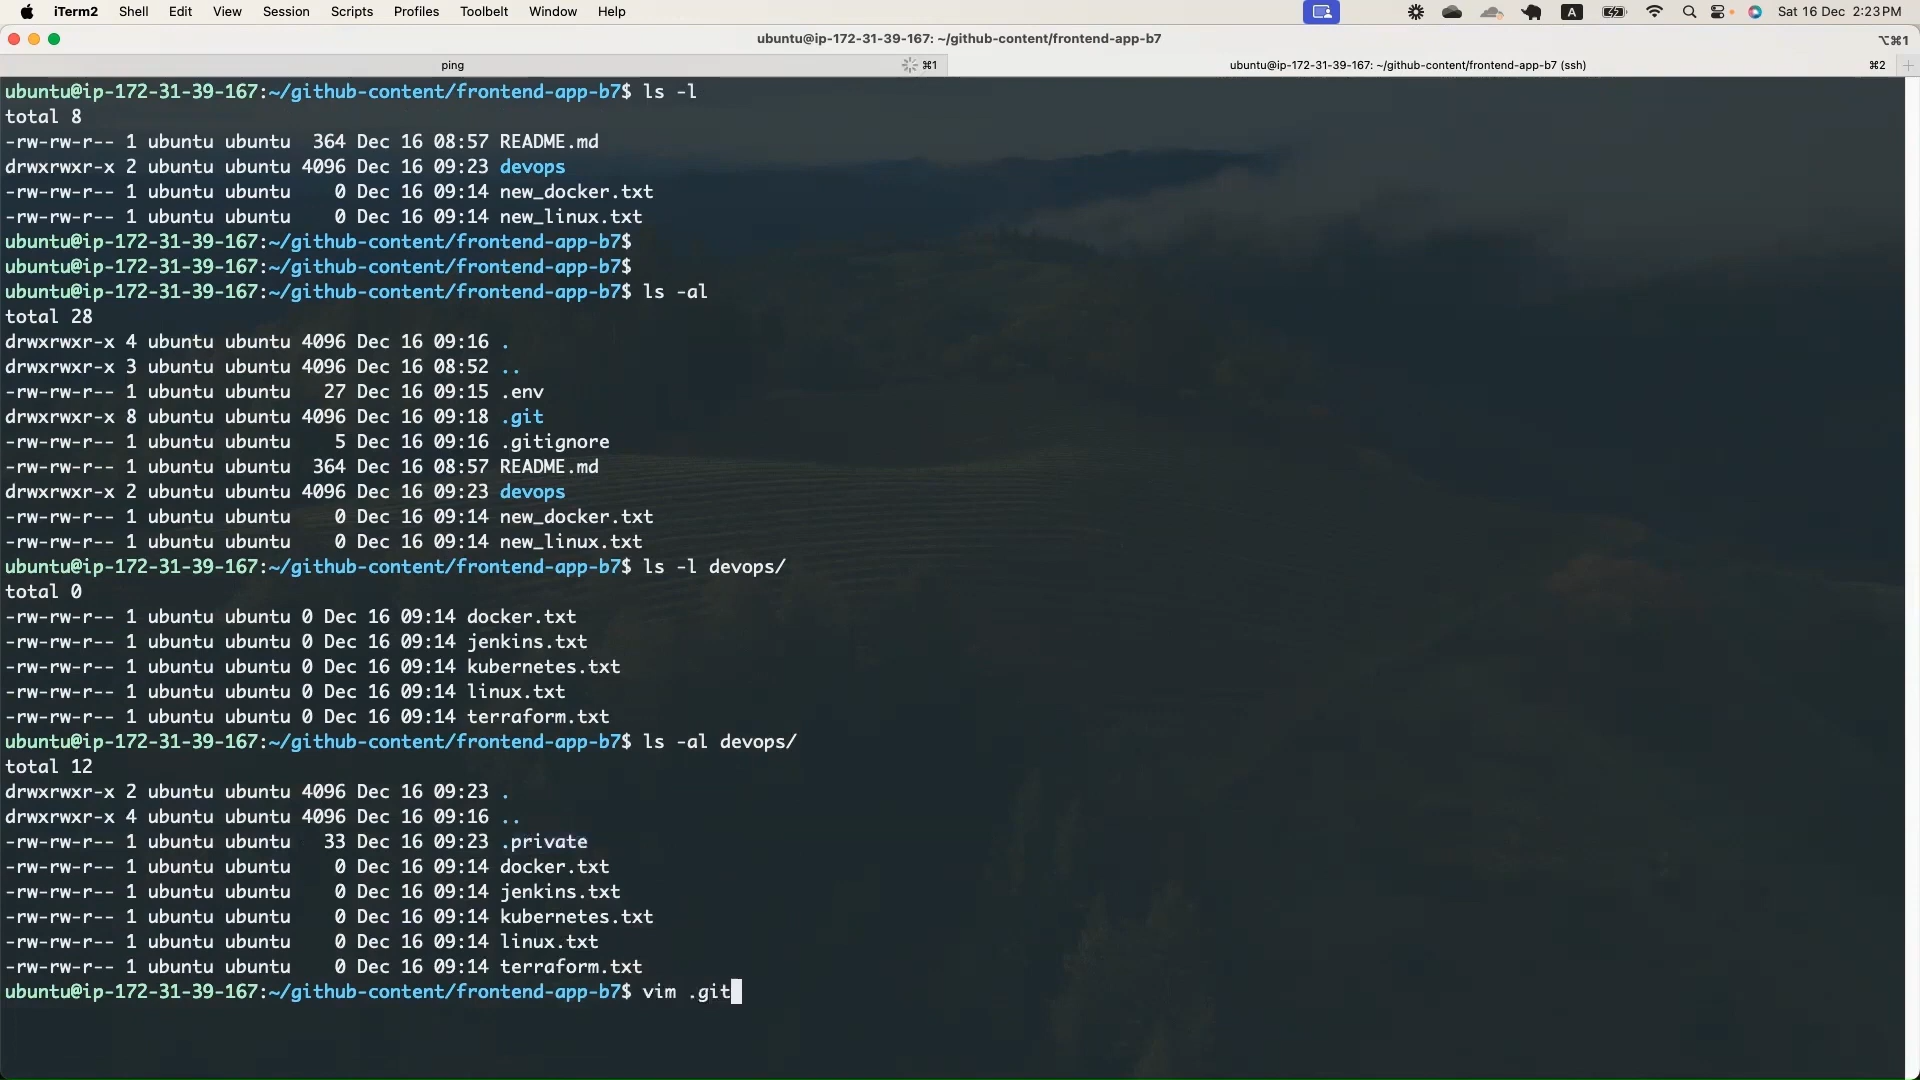 iTerm2 Shell Edit View Session Scripts Profiles Toolbelt Window Help A Sat 16 Dec 2:23 PM
ubuntu@ip-172-31-39-167: ~/github-content/frontend-app-b7 ⌥⌘1
ping ⌘1 ubuntu@ip-172-31-39-167: ~/github-content/frontend-app-b7 (ssh) ⌘2
ubuntu@ip-172-31-39-167:~/github-content/frontend-app-b7$ ls -l
total 8
-rw-rw-r-- 1 ubuntu ubuntu  364 Dec 16 08:57 README.md
drwxrwxr-x 2 ubuntu ubuntu 4096 Dec 16 09:23 devops
-rw-rw-r-- 1 ubuntu ubuntu    0 Dec 16 09:14 new_docker.txt
-rw-rw-r-- 1 ubuntu ubuntu    0 Dec 16 09:14 new_linux.txt
ubuntu@ip-172-31-39-167:~/github-content/frontend-app-b7$
ubuntu@ip-172-31-39-167:~/github-content/frontend-app-b7$
ubuntu@ip-172-31-39-167:~/github-content/frontend-app-b7$ ls -al
total 28
drwxrwxr-x 4 ubuntu ubuntu 4096 Dec 16 09:16 .
drwxrwxr-x 3 ubuntu ubuntu 4096 Dec 16 08:52 ..
-rw-rw-r-- 1 ubuntu ubuntu   27 Dec 16 09:15 .env
drwxrwxr-x 8 ubuntu ubuntu 4096 Dec 16 09:18 .git
-rw-rw-r-- 1 ubuntu ubuntu    5 Dec 16 09:16 .gitignore
-rw-rw-r-- 1 ubuntu ubuntu  364 Dec 16 08:57 README.md
drwxrwxr-x 2 ubuntu ubuntu 4096 Dec 16 09:23 devops
-rw-rw-r-- 1 ubuntu ubuntu    0 Dec 16 09:14 new_docker.txt
-rw-rw-r-- 1 ubuntu ubuntu    0 Dec 16 09:14 new_linux.txt
ubuntu@ip-172-31-39-167:~/github-content/frontend-app-b7$ ls -l devops/
total 0
-rw-rw-r-- 1 ubuntu ubuntu 0 Dec 16 09:14 docker.txt
-rw-rw-r-- 1 ubuntu ubuntu 0 Dec 16 09:14 jenkins.txt
-rw-rw-r-- 1 ubuntu ubuntu 0 Dec 16 09:14 kubernetes.txt
-rw-rw-r-- 1 ubuntu ubuntu 0 Dec 16 09:14 linux.txt
-rw-rw-r-- 1 ubuntu ubuntu 0 Dec 16 09:14 terraform.txt
ubuntu@ip-172-31-39-167:~/github-content/frontend-app-b7$ ls -al devops/
total 12
drwxrwxr-x 2 ubuntu ubuntu 4096 Dec 16 09:23 .
drwxrwxr-x 4 ubuntu ubuntu 4096 Dec 16 09:16 ..
-rw-rw-r-- 1 ubuntu ubuntu   33 Dec 16 09:23 .private
-rw-rw-r-- 1 ubuntu ubuntu    0 Dec 16 09:14 docker.txt
-rw-rw-r-- 1 ubuntu ubuntu    0 Dec 16 09:14 jenkins.txt
-rw-rw-r-- 1 ubuntu ubuntu    0 Dec 16 09:14 kubernetes.txt
-rw-rw-r-- 1 ubuntu ubuntu    0 Dec 16 09:14 linux.txt
-rw-rw-r-- 1 ubuntu ubuntu    0 Dec 16 09:14 terraform.txt
ubuntu@ip-172-31-39-167:~/github-content/frontend-app-b7$ vim .git